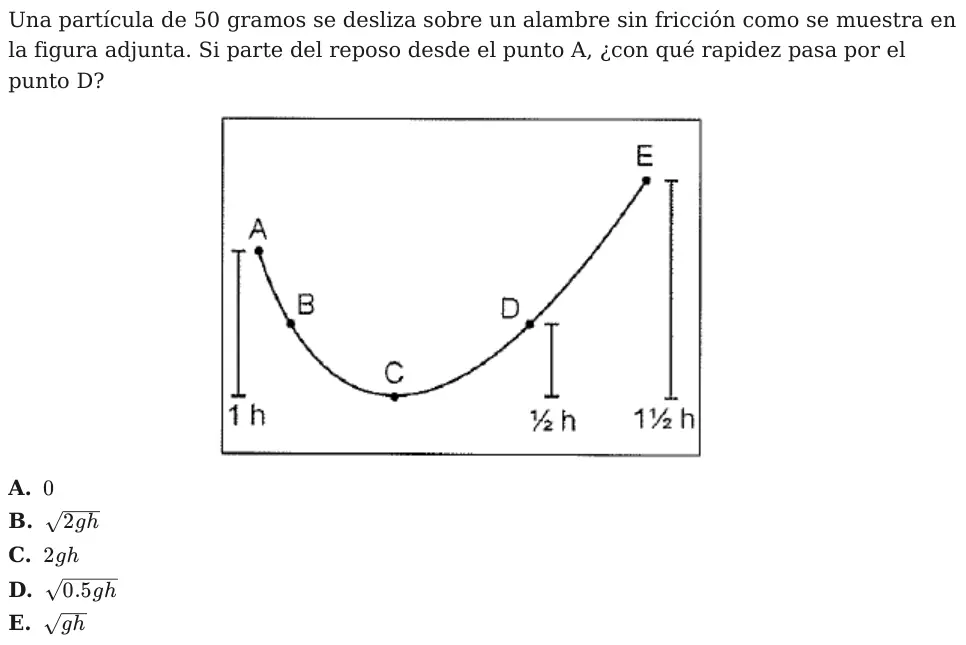 Una partícula de 50 gramos se desliza sobre un alambre sin fricción como se muestra en
la figura adjunta. Si parte del reposo desde el punto A, ¿con qué rapidez pasa por el
punto D?
E
A
B
D
C
1 h
½ h
1½ h
A. 0
B. √2gh
C. 2gh
D. √0.5gh
E. √gh